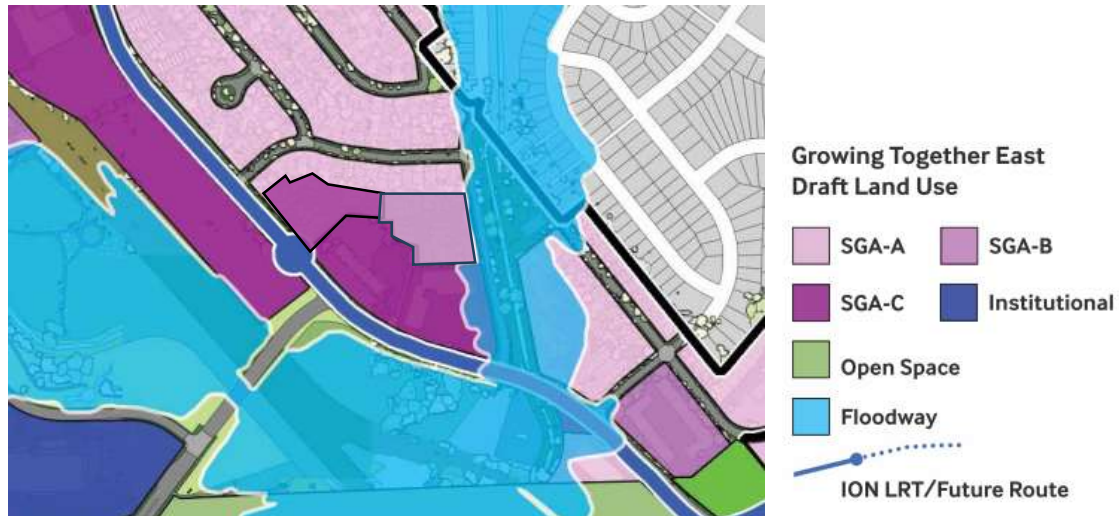 Growing Together East
Draft Land Use
SGA-A
SGA-B
SGA-C
Institutional
Open Space
Floodway
ION LRT/Future Route